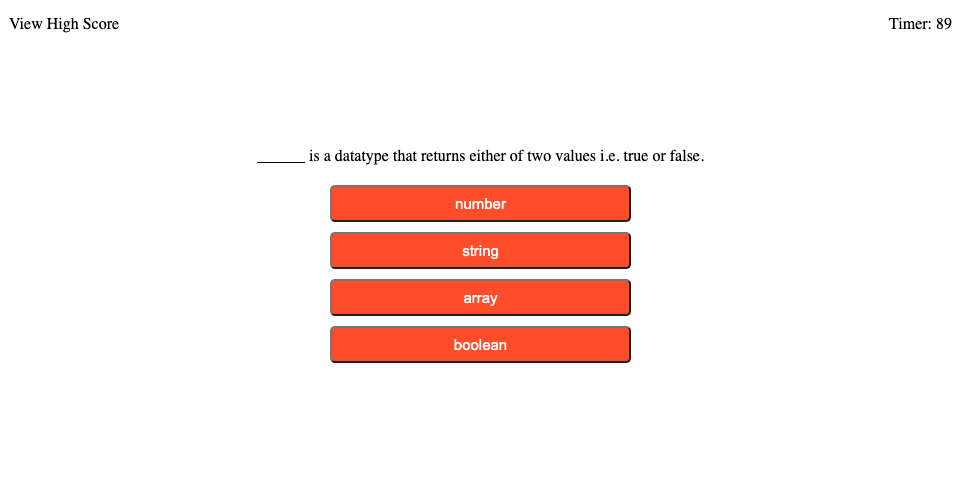 View High Score
Timer: 89
______ is a datatype that returns either of two values i.e. true or false.
number
string
array
boolean